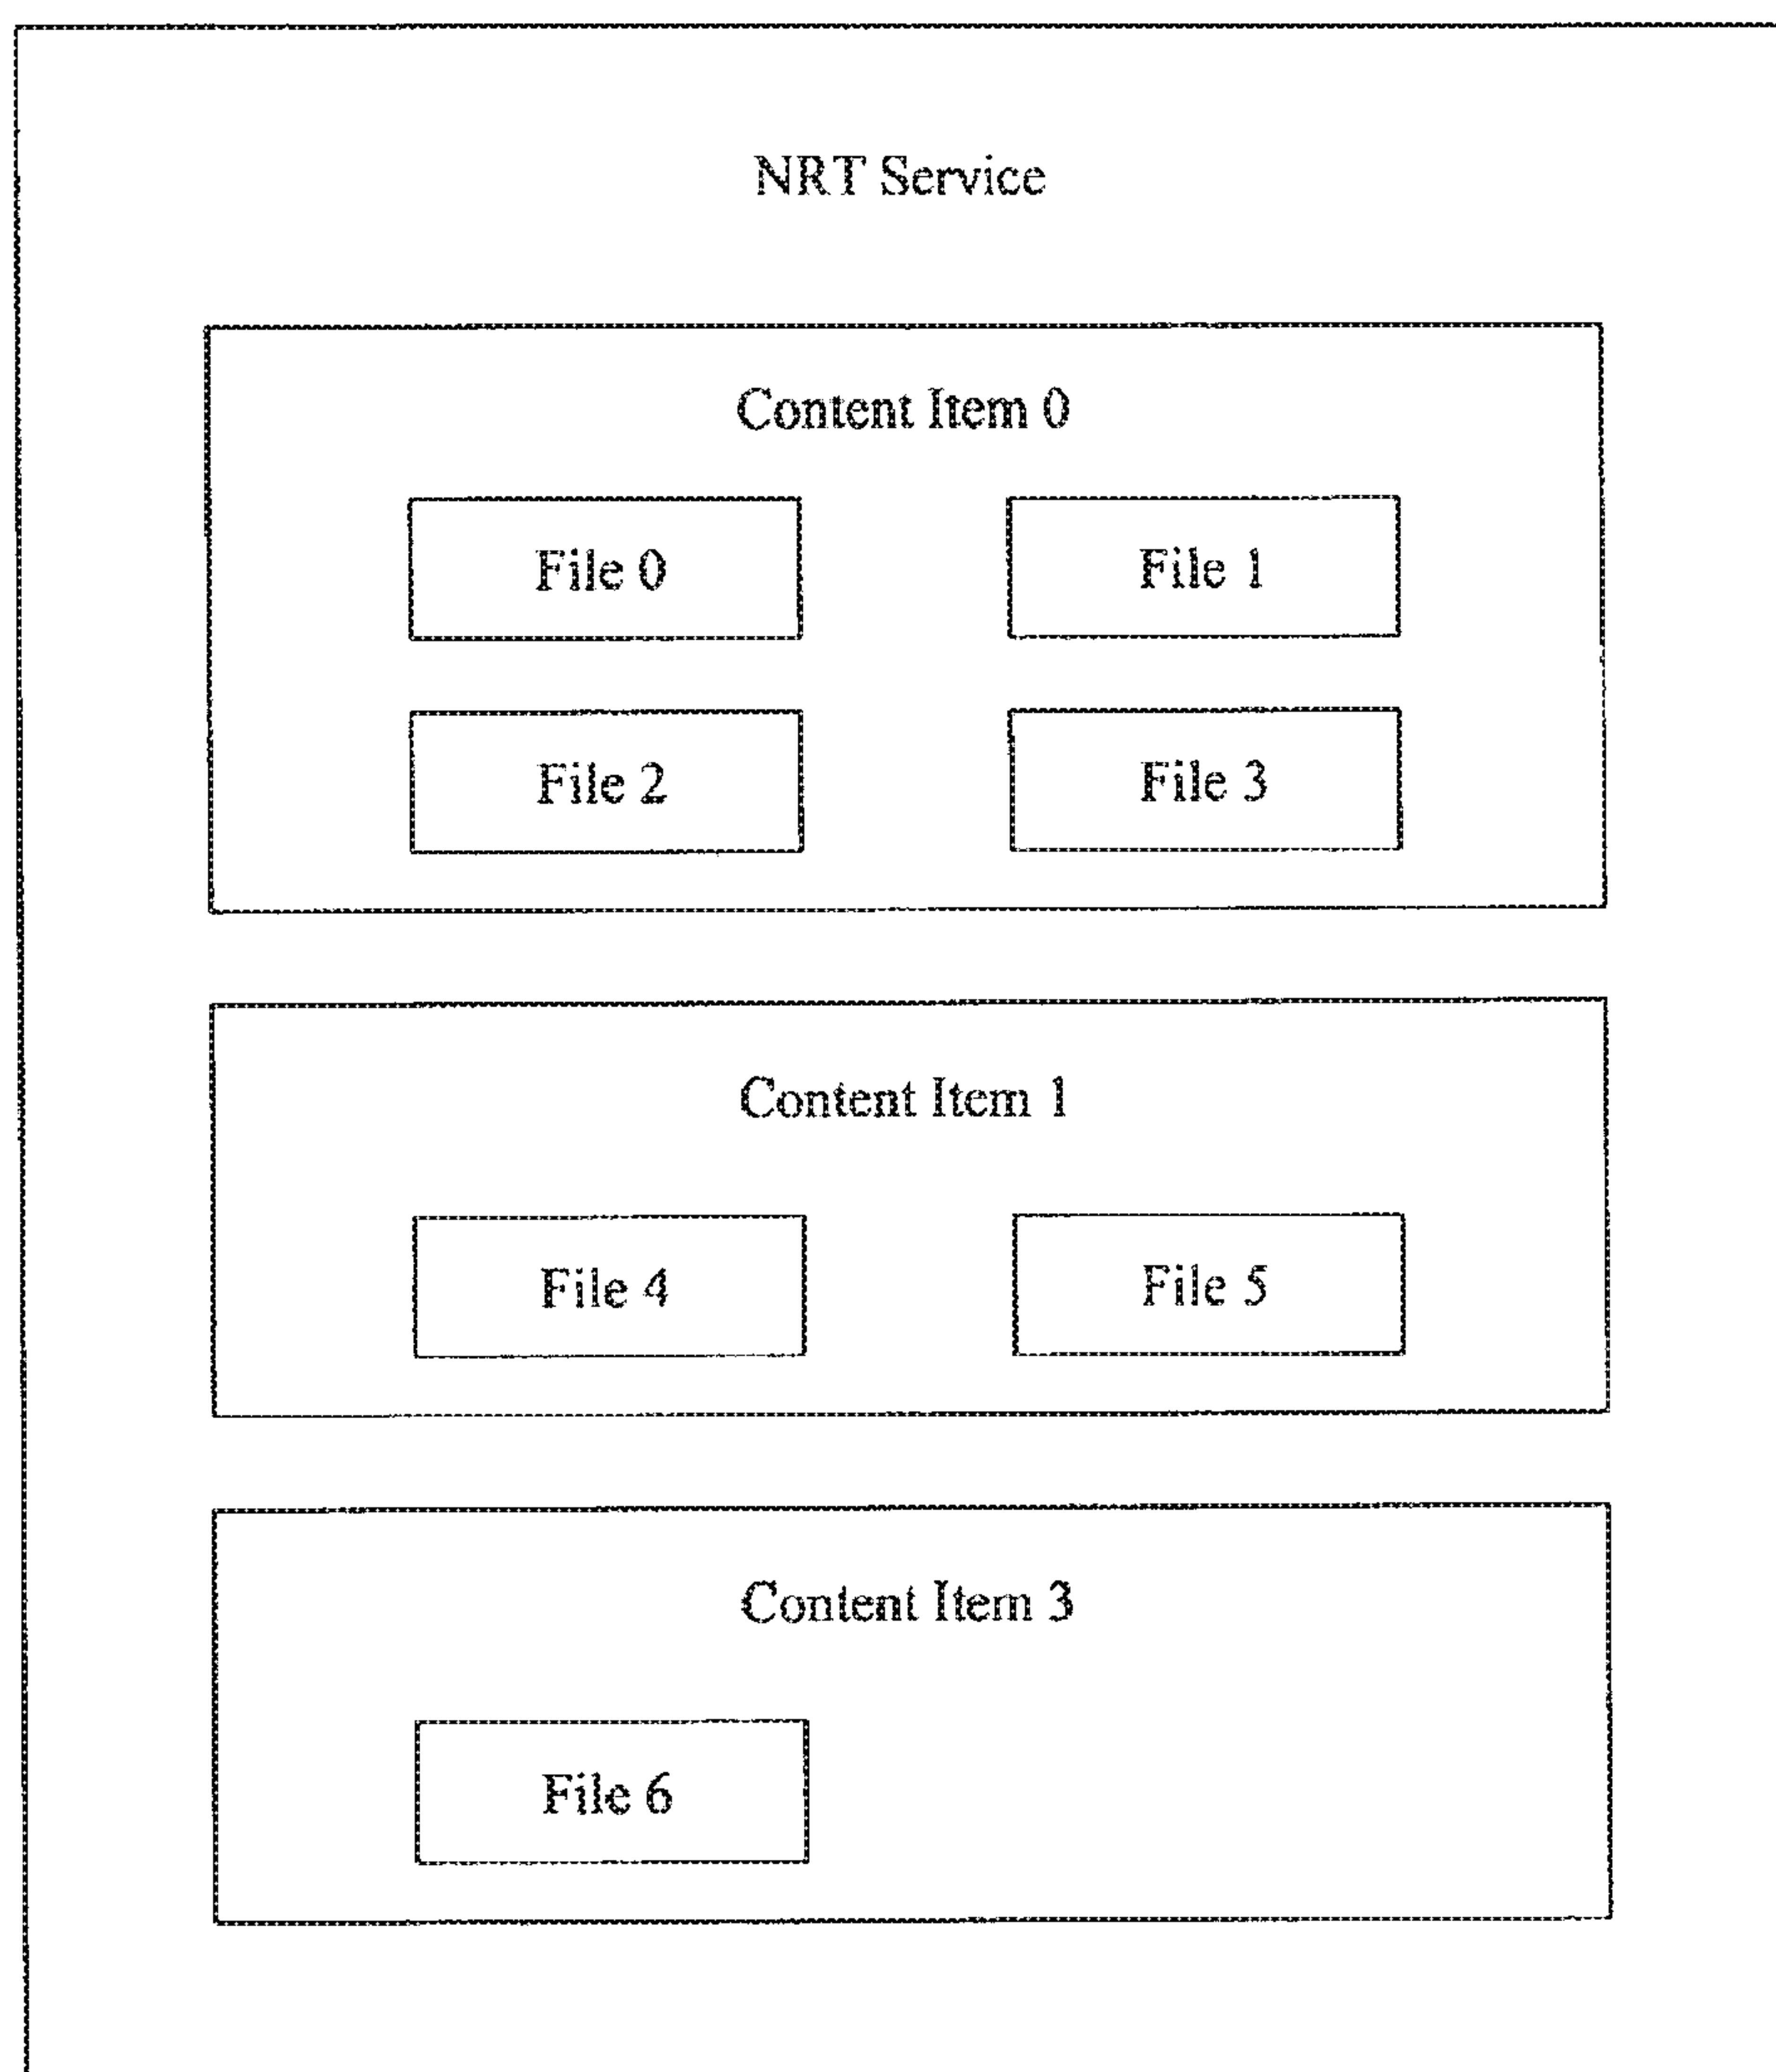 NRT Service
Content Item 0
File 0
File 1
File 2
File 3
Content Item 1
File 4
File 5
Content Item 3
File 6